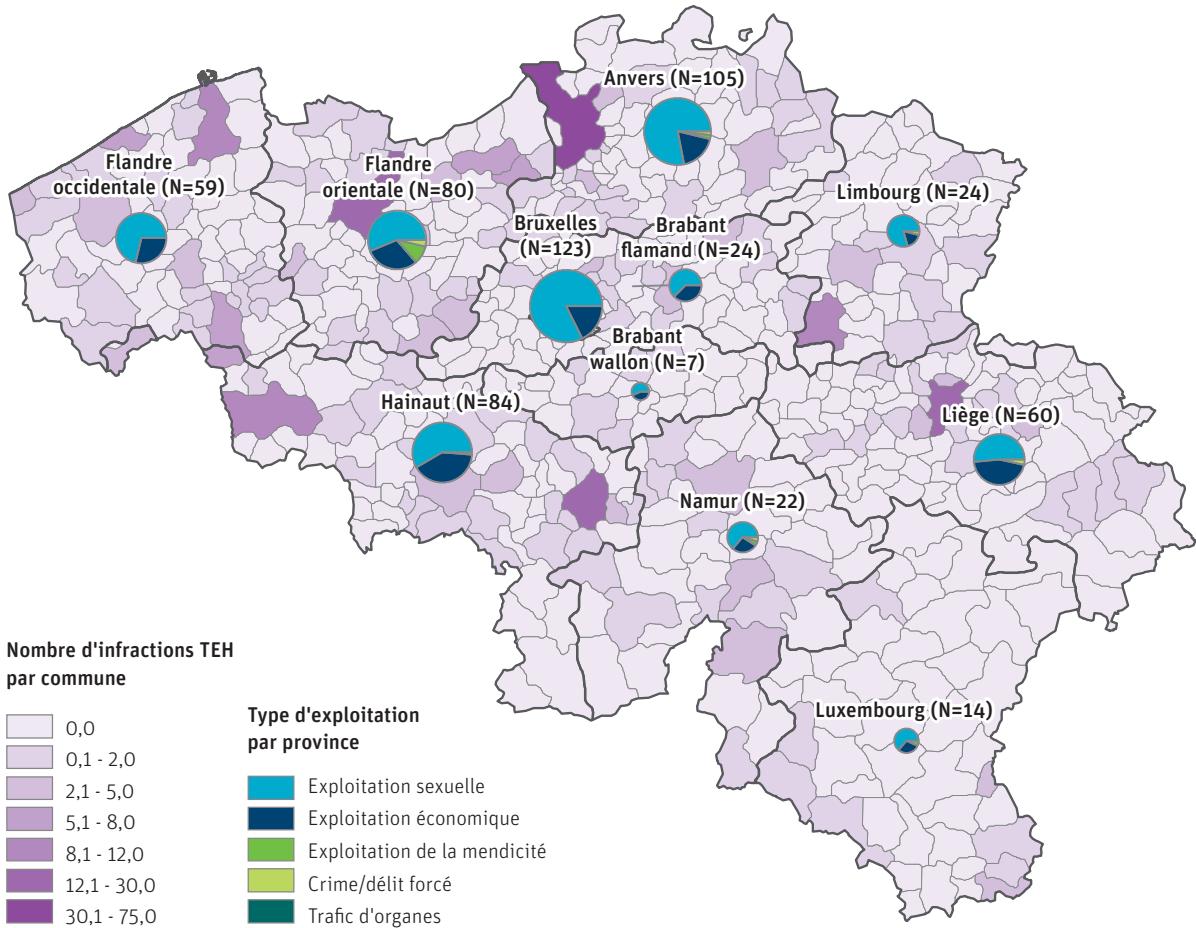 Anvers (N=105)
Flandre
occidentale (N=59)
Flandre
orientale (N=80)
Limbourg (N=24)
Bruxelles
(N=123)
Brabant
flamand (N=24)
Brabant
wallon (N=7)
Hainaut (N=84)
Liège (N=60)
Namur (N=22)
Luxembourg (N=14)
Nombre d'infractions TEH
par commune
0,0
0,1 - 2,0
2,1 - 5,0
5,1 - 8,0
8,1 - 12,0
12,1 - 30,0
30,1 - 75,0
Type d'exploitation
par province
Exploitation sexuelle
Exploitation économique
Exploitation de la mendicité
Crime/délit forcé
Trafic d'organes